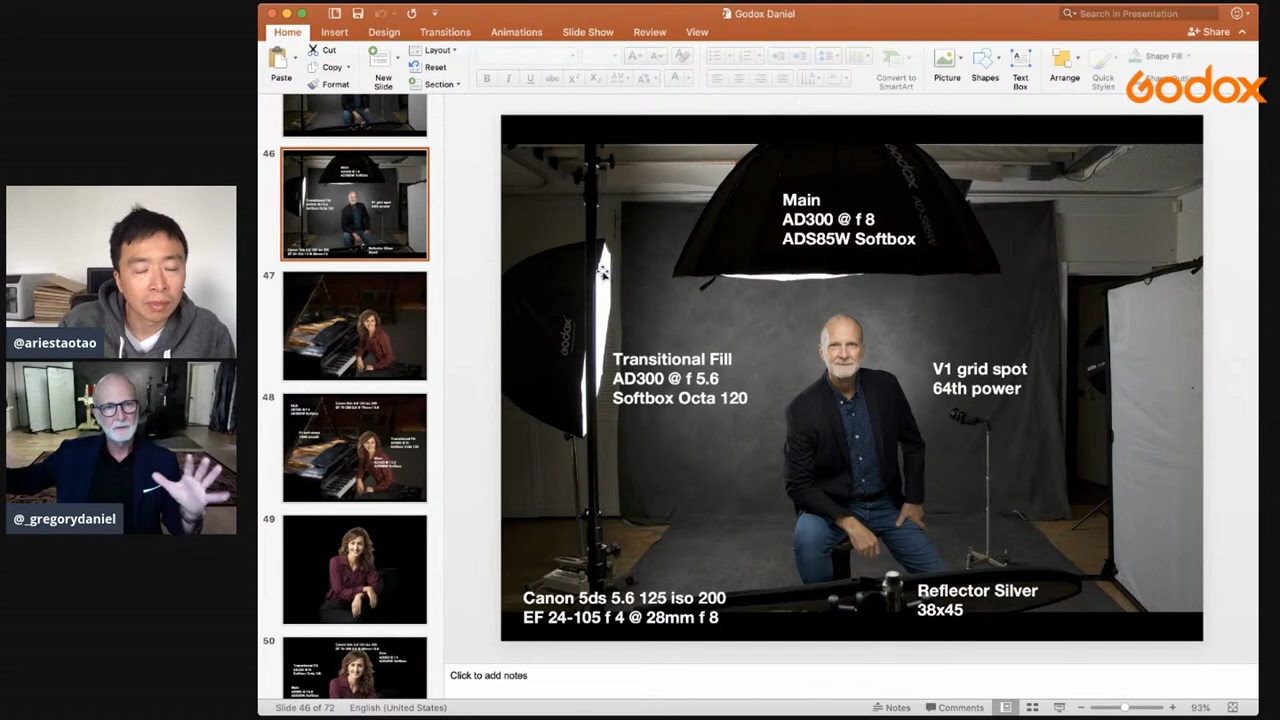 Godox Daniel
Search in Presentation
Home
Insert
Design
Transitions
Animations
Slide Show
Review
View
Share
Paste
Cut
Copy
Format
New
Slide
Layout
Reset
Section
B
I
U
abc
Convert to
SmartArt
Picture
Shapes
Text
Box
Arrange
Quick
Styles
Shape Fill
Godox
46
47
48
49
50
@ariestaotao
@_gregorydaniel
Main
AD300 @ f 8
ADS85W Softbox
Transitional Fill
AD300 @ f 5.6
Softbox Octa 120
V1 grid spot
64th power
Canon 5ds 5.6 125 iso 200
EF 24-105 f 4 @ 28mm f 8
Reflector Silver
38x45
Godox
Click to add notes
Slide 46 of 72
English (United States)
Notes
Comments
93%